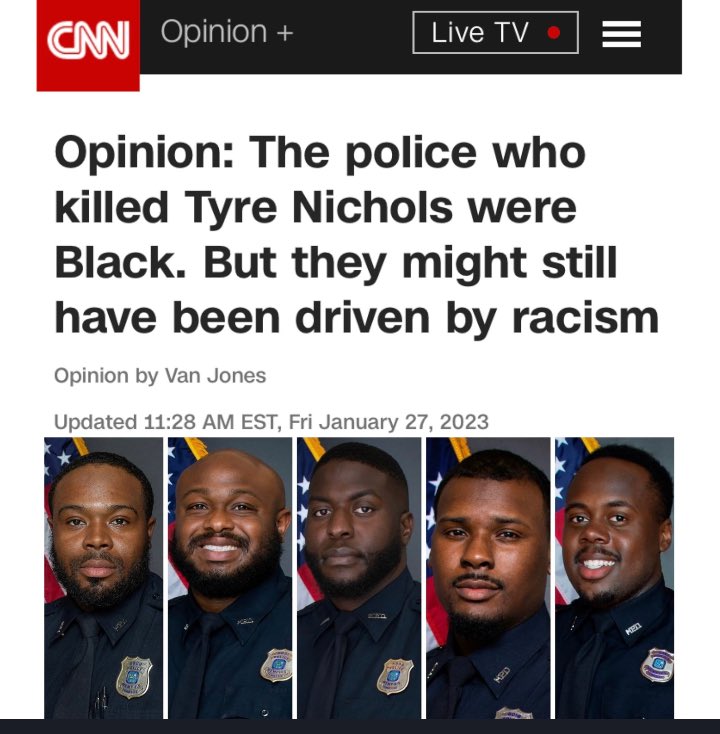 CNN Opinion + Live TV
Opinion: The police who
killed Tyre Nichols were
Black. But they might still
have been driven by racism
Opinion by Van Jones
Updated 11:28 AM EST, Fri January 27, 2023